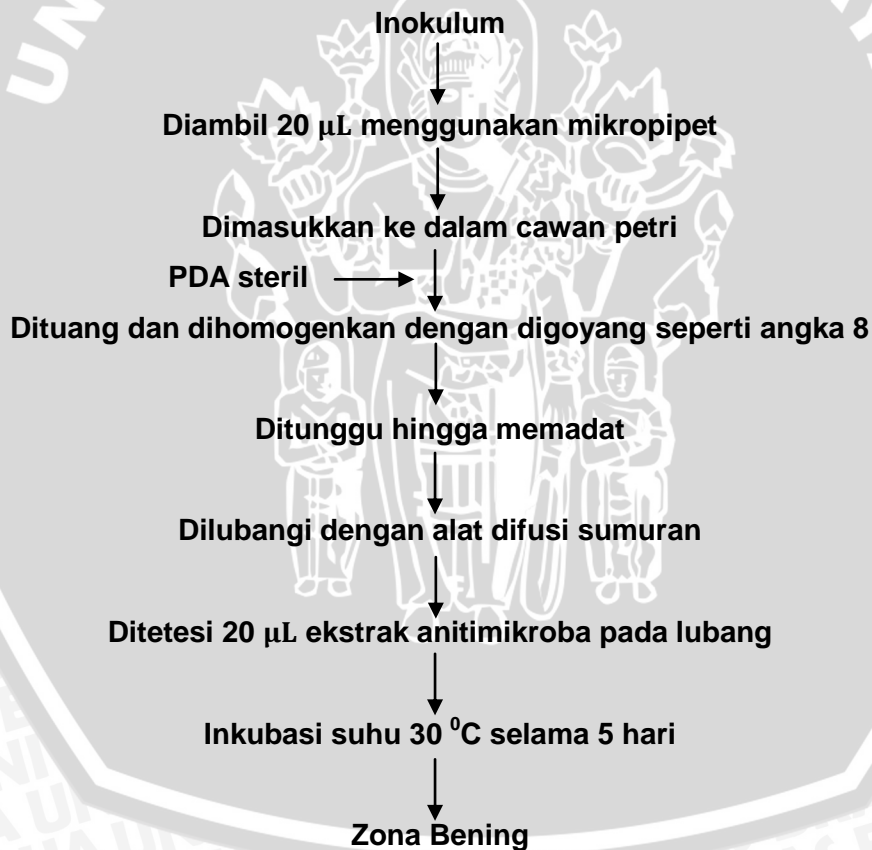 Inokulum
Diambil 20 μL menggunakan mikropipet
Dimasukkan ke dalam cawan petri
PDA steril
Dituang dan dihomogenkan dengan digoyang seperti angka 8
Ditunggu hingga memadat
Dilubangi dengan alat difusi sumuran
Ditetesi 20 μL ekstrak anitimikroba pada lubang
Inkubasi suhu 30 ⁰C selama 5 hari
Zona Bening